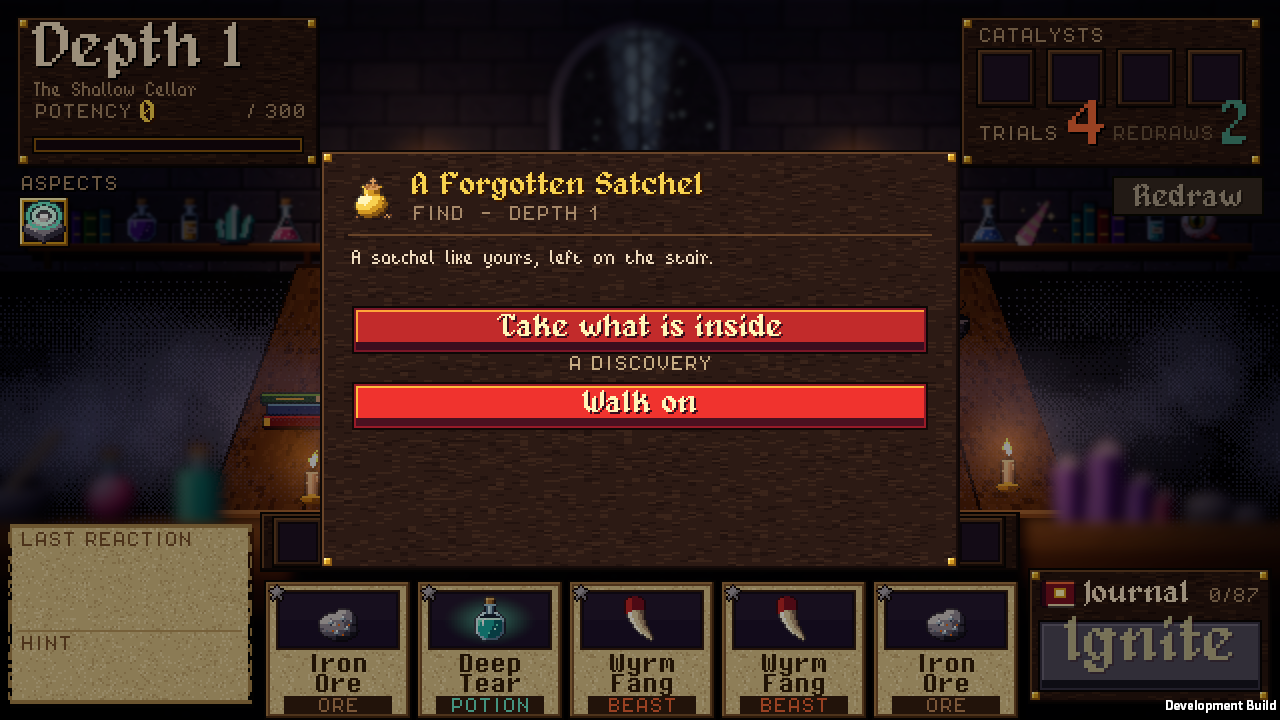 Depth 1
The Shallow Cellar
POTENCY 0 / 300
ASPECTS
CATALYSTS
TRIALS 4 REDRAWS 2
Redraw
A Forgotten Satchel
FIND - DEPTH 1
A satchel like yours, left on the stair.
Take what is inside
A DISCOVERY
Walk on
LAST REACTION
HINT
Iron
Ore
ORE
Deep
Tear
POTION
Wyrm
Fang
BEAST
Wyrm
Fang
BEAST
Iron
Ore
ORE
Journal 0/87
Ignite
Development Build